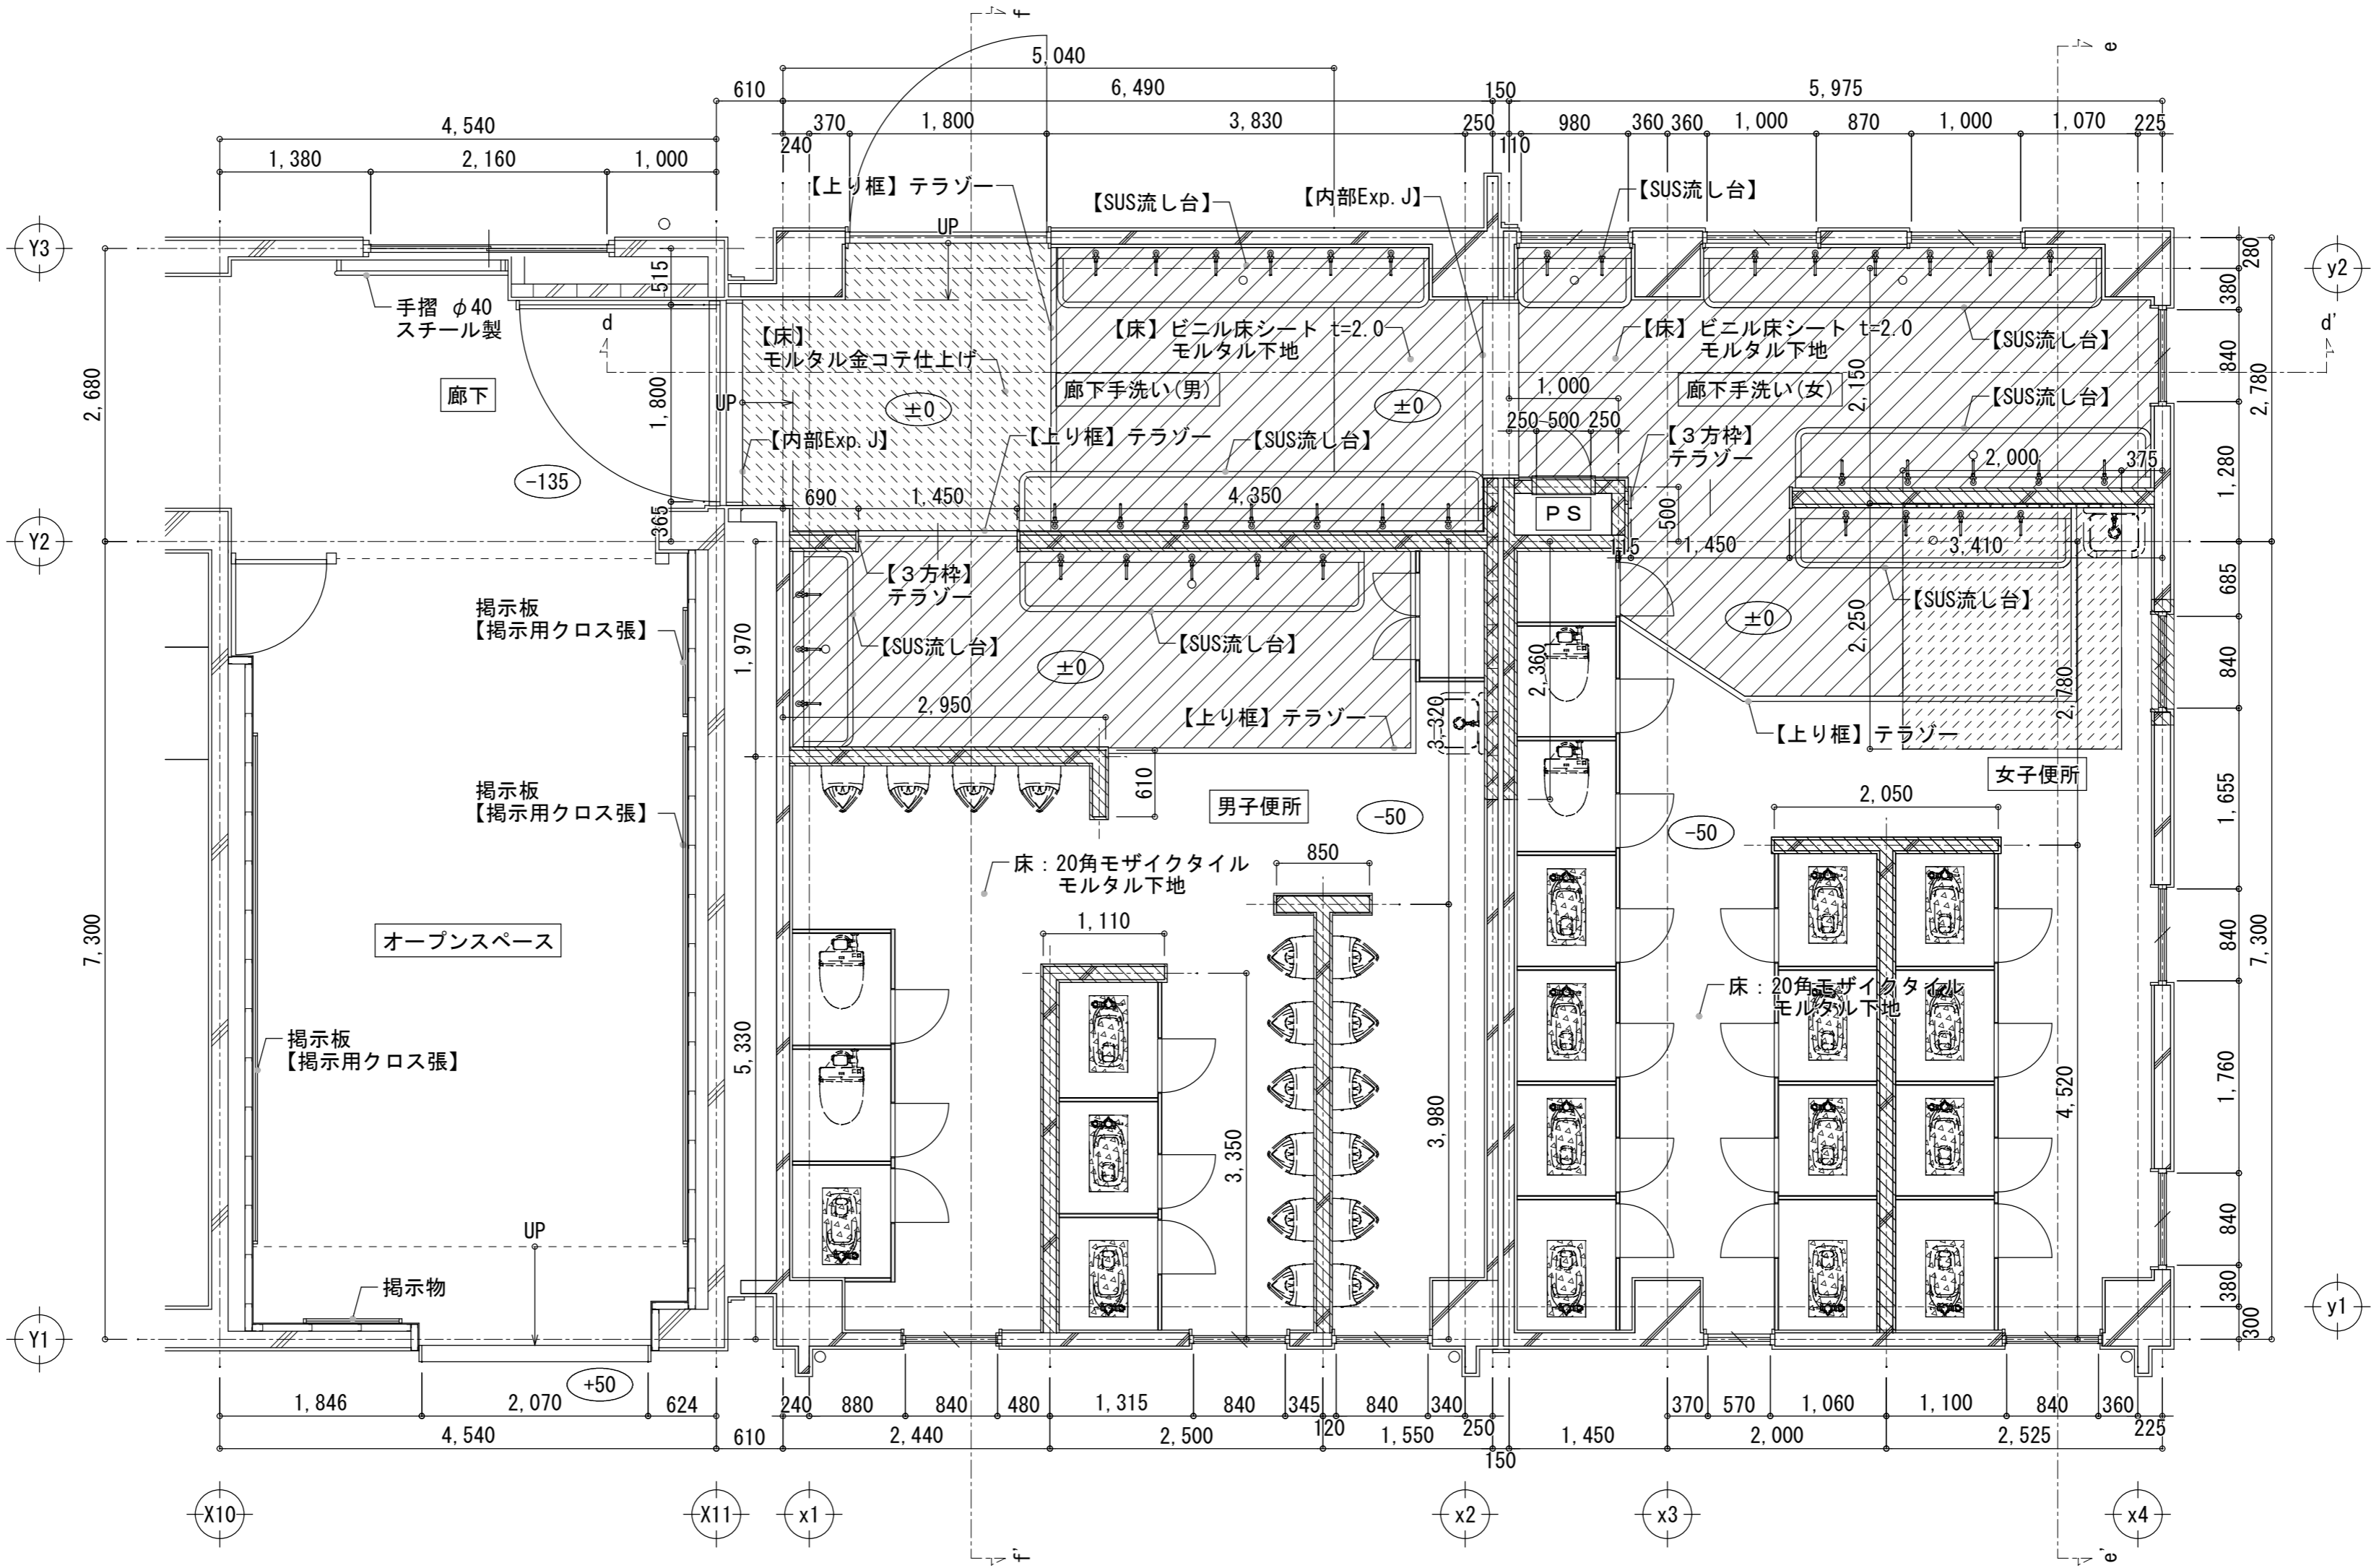 f
e
5,040
610
6,490
150
5,975
4,540
370
1,800
3,830
250
980
360
360
1,000
870
1,000
1,070
225
240
110
1,380
2,160
1,000
【上り框】テラゾー
【SUS流し台】
【内部Exp.J】
【SUS流し台】
UP
Y3
y2
515
280
380
手摺 φ40
スチール製
d
d'
【床】
モルタル金コテ仕上げ
【床】ビニル床シート t=2.0
モルタル下地
【床】ビニル床シート t=2.0
モルタル下地
【SUS流し台】
2,680
廊下
1,800
UP
±0
廊下手洗い(男)
±0
1,000
廊下手洗い(女)
2,150
【SUS流し台】
840
2,780
250
500
250
【内部Exp.J】
【上り框】テラゾー
【SUS流し台】
【３方枠】
テラゾー
2,000
375
1,280
-135
690
1,450
4,350
365
ＰＳ
500
Y2
115
1,450
3,410
【３方枠】
テラゾー
685
掲示板
【掲示用クロス張】
【SUS流し台】
【SUS流し台】
±0
【SUS流し台】
±0
1,970
2,360
2,250
840
2,780
2,950
【上り框】テラゾー
3,320
【上り框】テラゾー
610
女子便所
掲示板
【掲示用クロス張】
男子便所
-50
-50
2,050
1,655
床：20角モザイクタイル
モルタル下地
850
7,300
オープンスペース
1,110
840
7,300
床：20角モザイクタイル
モルタル下地
掲示板
【掲示用クロス張】
5,330
3,350
3,980
4,520
1,760
UP
840
掲示物
380
Y1
y1
300
+50
1,846
2,070
624
240
880
840
480
1,315
840
345
840
340
370
570
1,060
1,100
840
360
120
250
225
4,540
610
2,440
2,500
1,550
1,450
2,000
2,525
150
X10
X11
x1
x2
x3
x4
f'
e'